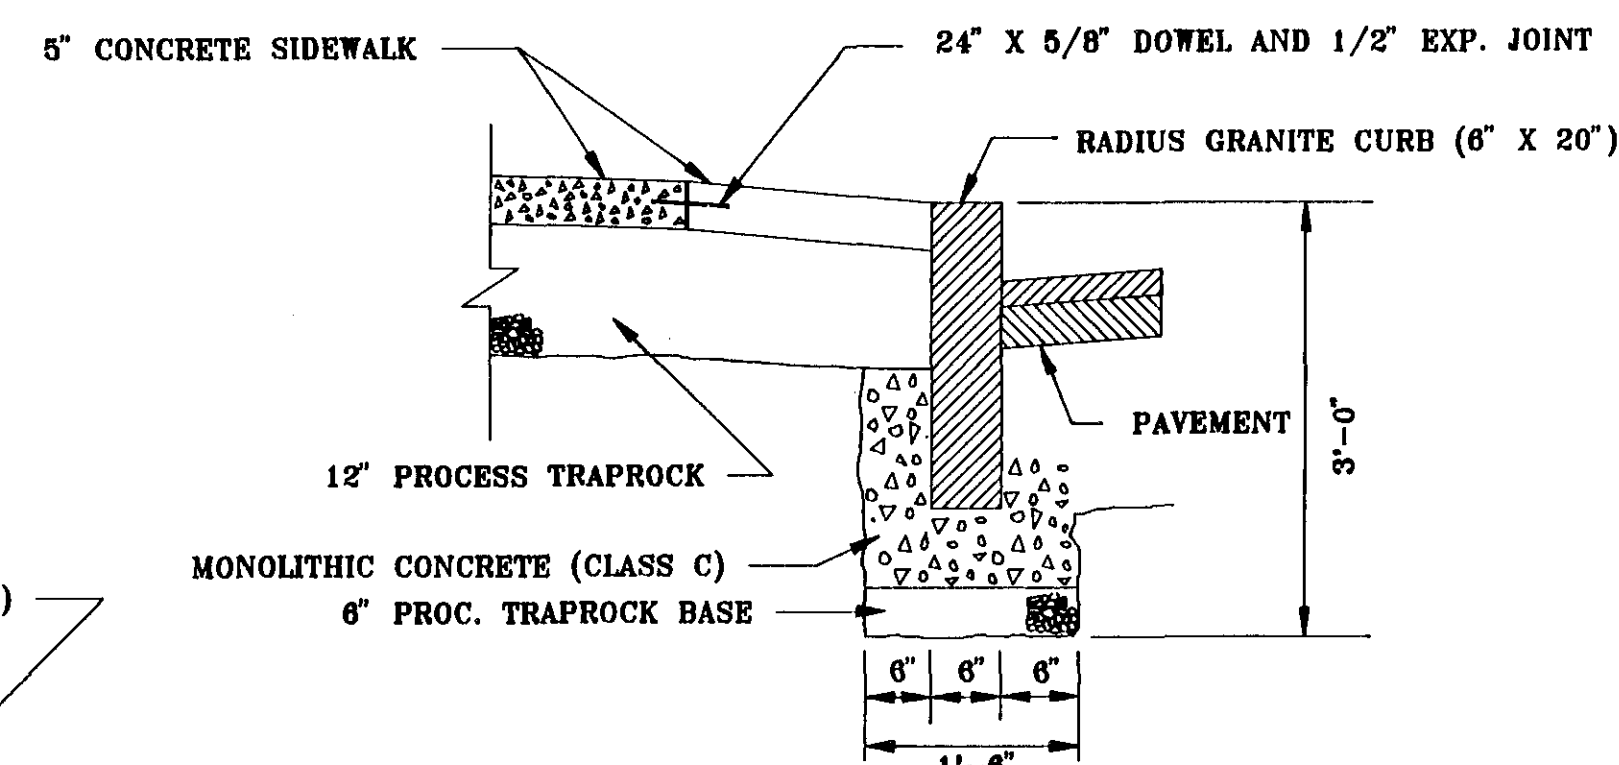 5" CONCRETE SIDEWALK
24" X 5/8" DOWEL AND 1/2" EXP. JOINT
RADIUS GRANITE CURB (6" X 20")
PAVEMENT
3'-0"
12" PROCESS TRAPROCK
MONOLITHIC CONCRETE (CLASS C)
)
6" PROC. TRAPROCK BASE
6" 6" 6"